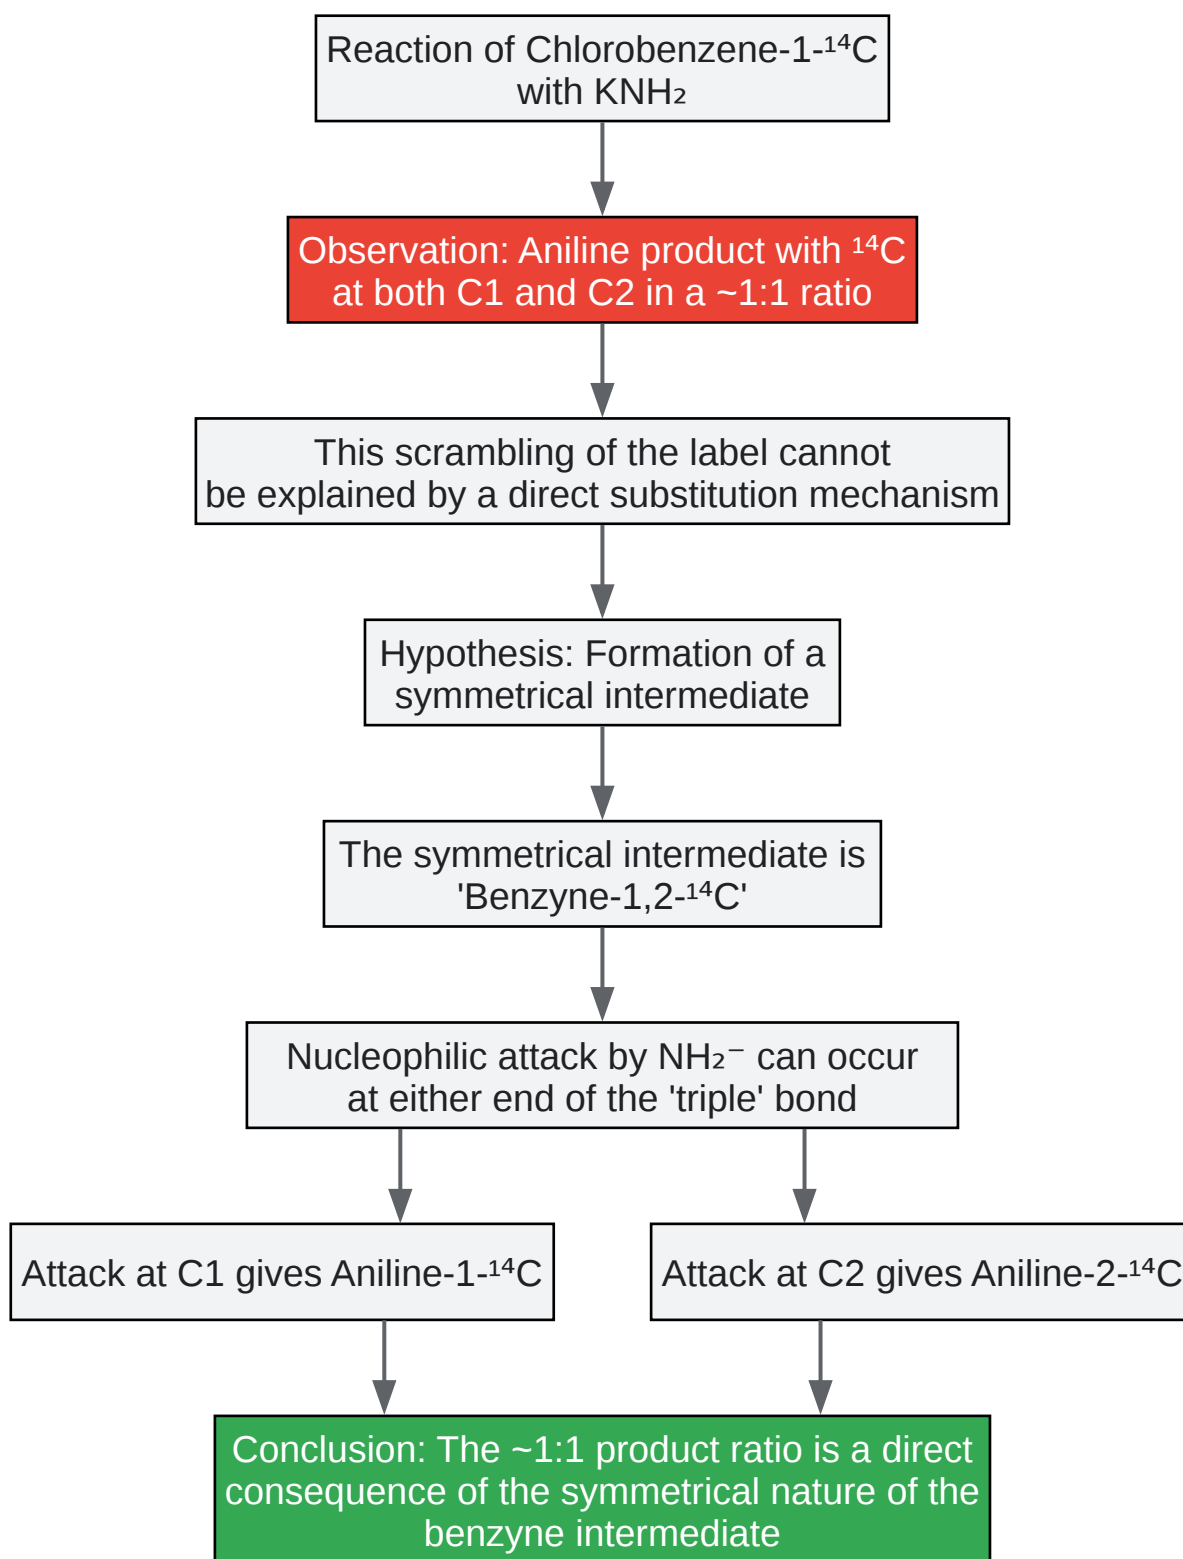 Reaction of Chlorobenzene-1-¹⁴C
with KNH₂
Observation: Aniline product with ¹⁴C
at both C1 and C2 in a ~1:1 ratio
This scrambling of the label cannot
be explained by a direct substitution mechanism
Hypothesis: Formation of a
symmetrical intermediate
The symmetrical intermediate is
'Benzyne-1,2-¹⁴C'
Nucleophilic attack by NH₂⁻ can occur
at either end of the 'triple' bond
Attack at C1 gives Aniline-1-¹⁴C
Attack at C2 gives Aniline-2-¹⁴C
Conclusion: The ~1:1 product ratio is a direct
consequence of the symmetrical nature of the
benzyne intermediate